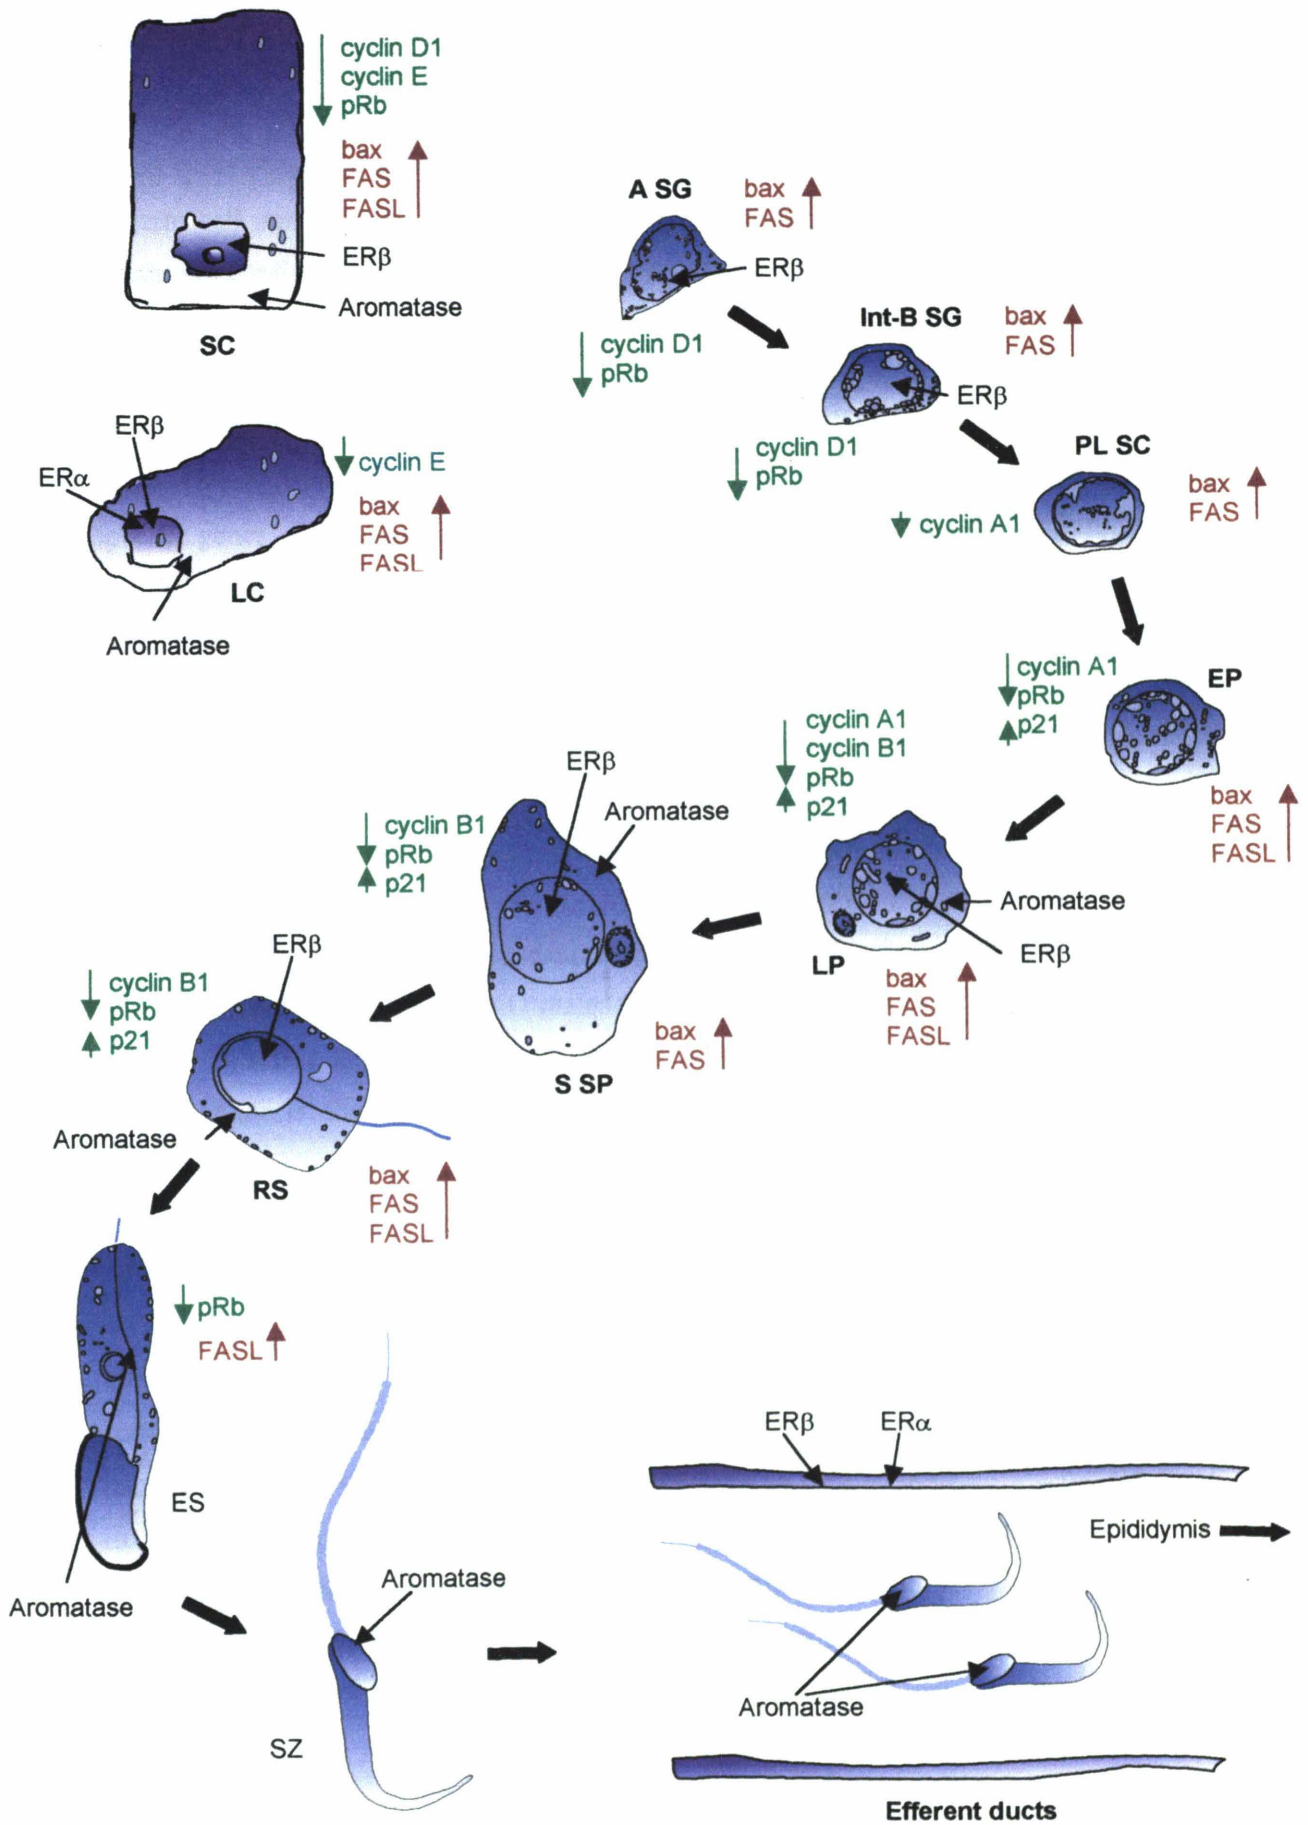 cyclin D1
cyclin E
pRb
bax
FAS
FASL
ERβ
Aromatase
SC
ERβ
ERα
cyclin E
bax
FAS
FASL
LC
Aromatase
A SG
bax
FAS
ERβ
cyclin D1
pRb
Int-B SG
bax
FAS
ERβ
cyclin D1
pRb
PL SC
bax
FAS
cyclin A1
cyclin A1
pRb
p21
EP
bax
FAS
FASL
cyclin A1
cyclin B1
pRb
p21
Aromatase
ERβ
LP
bax
FAS
FASL
ERβ
Aromatase
cyclin B1
pRb
p21
bax
FAS
S SP
ERβ
cyclin B1
pRb
p21
Aromatase
RS
bax
FAS
FASL
pRb
FASL
ES
Aromatase
Aromatase
SZ
ERβ
ERα
Epididymis
Aromatase
Efferent ducts